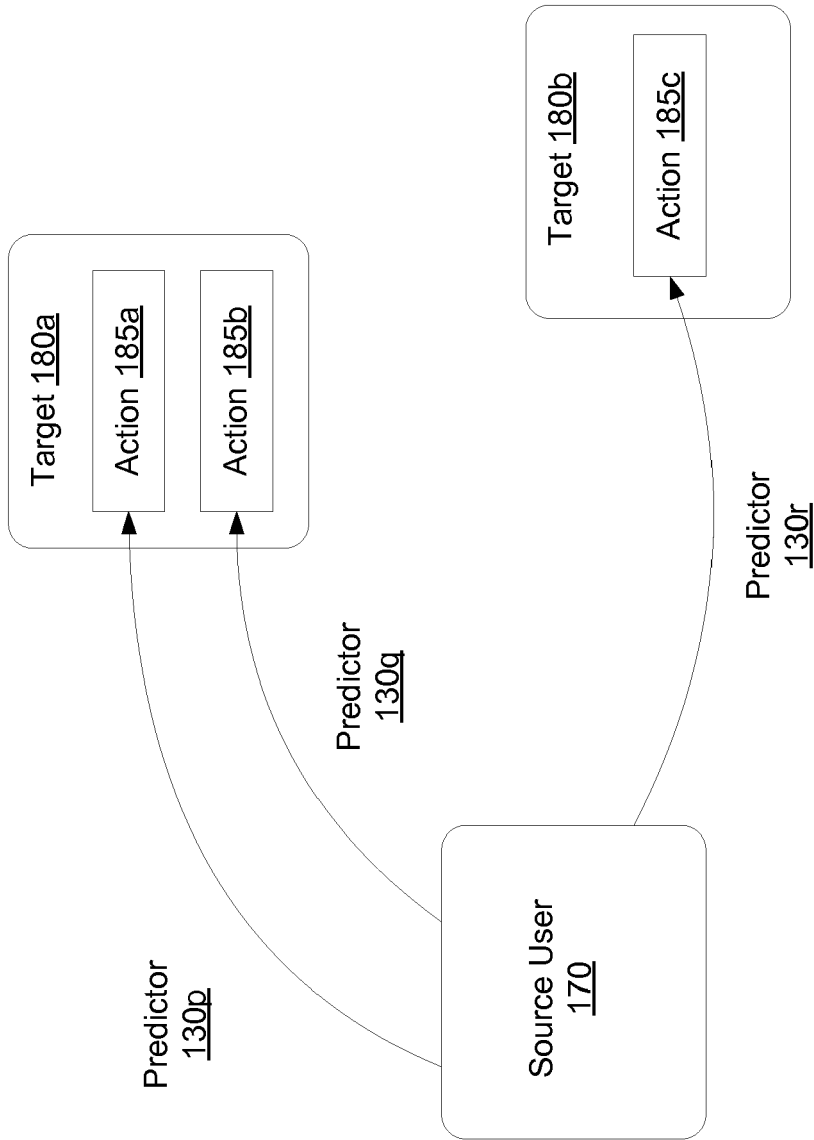 Target 180a
Action 185a
Action 185b
Predictor
130p
Predictor
130q
Source User
170
Target 180b
Action 185c
Predictor
130r